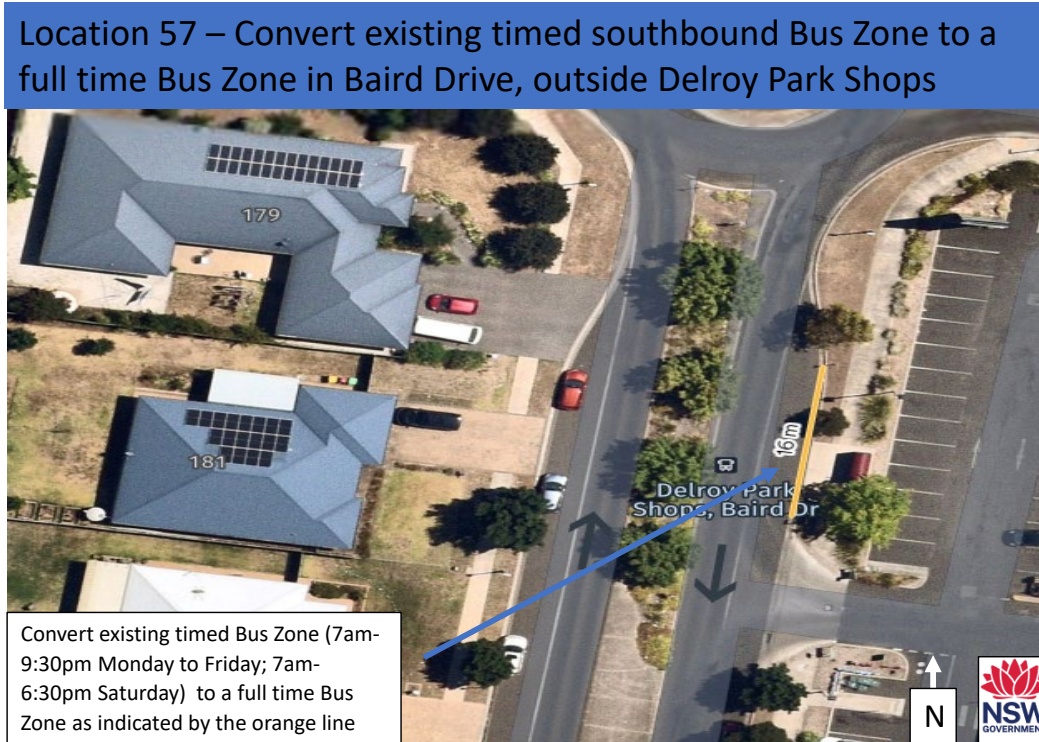 Location 57 – Convert existing timed southbound Bus Zone to a
full time Bus Zone in Baird Drive, outside Delroy Park Shops
179
181
16m
Delroy Park
Shops, Baird Dr
Convert existing timed Bus Zone (7am-
9:30pm Monday to Friday; 7am-
6:30pm Saturday) to a full time Bus
Zone as indicated by the orange line
N
NSW
GOVERNMENT